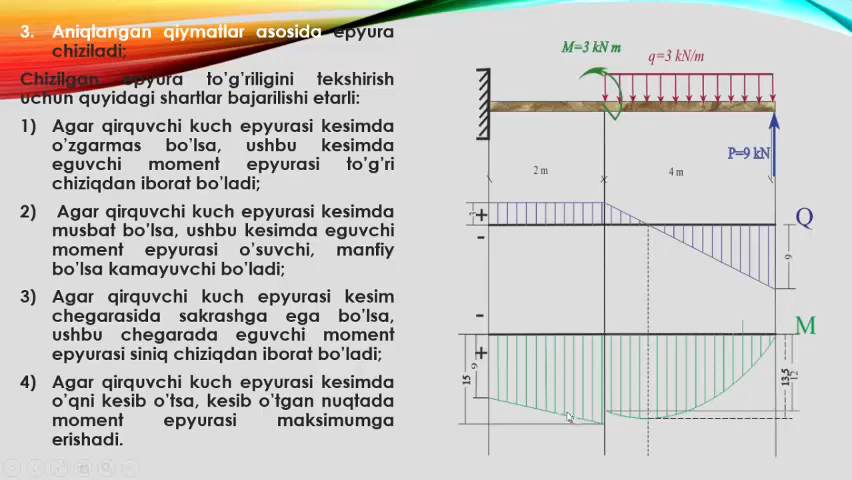 3. Aniqlangan qiymatlar asosida epyura
chiziladi;
Chizilgan epyura to’g’riligini tekshirish
uchun quyidagi shartlar bajarilishi etarli:
1) Agar qirquvchi kuch epyurasi kesimda
o’zgarmas bo’lsa, ushbu kesimda
eguvchi moment epyurasi to’g’ri
chiziqdan iborat bo’ladi;
2) Agar qirquvchi kuch epyurasi kesimda
musbat bo’lsa, ushbu kesimda eguvchi
moment epyurasi o’suvchi, manfiy
bo’lsa kamayuvchi bo’ladi;
3) Agar qirquvchi kuch epyurasi kesim
chegarasida sakrashga ega bo’lsa,
ushbu chegarada eguvchi moment
epyurasi siniq chiziqdan iborat bo’ladi;
4) Agar qirquvchi kuch epyurasi kesimda
o’qni kesib o’tsa, kesib o’tgan nuqtada
moment epyurasi maksimumga
erishadi.
M=3 kN m
q=3 kN/m
P=9 kN
2 m
4 m
3
+
-
Q
9
-
M
+
9
15
13,5
12